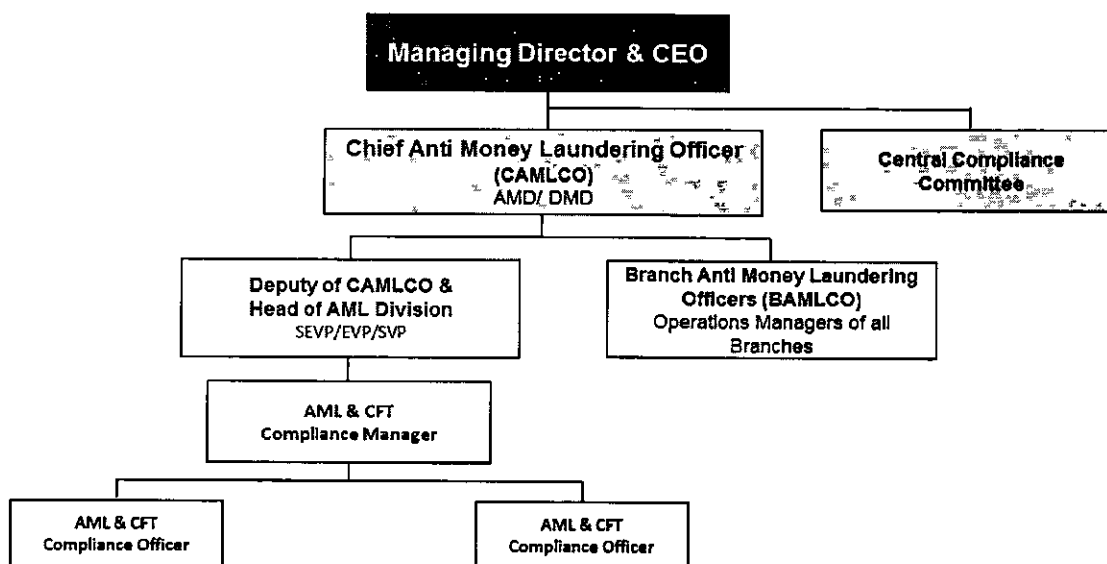 Managing Director & CEO
Chief Anti Money Laundering Officer
(CAMLCO)
AMD/ DMD
Central Compliance
Committee
Deputy of CAMLCO &
Head of AML Division
SEVP/EVP/SVP
Branch Anti Money Laundering
Officers (BAMLCO)
Operations Managers of all
Branches
AML & CFT
Compliance Manager
AML & CFT
Compliance Officer
AML & CFT
Compliance Officer